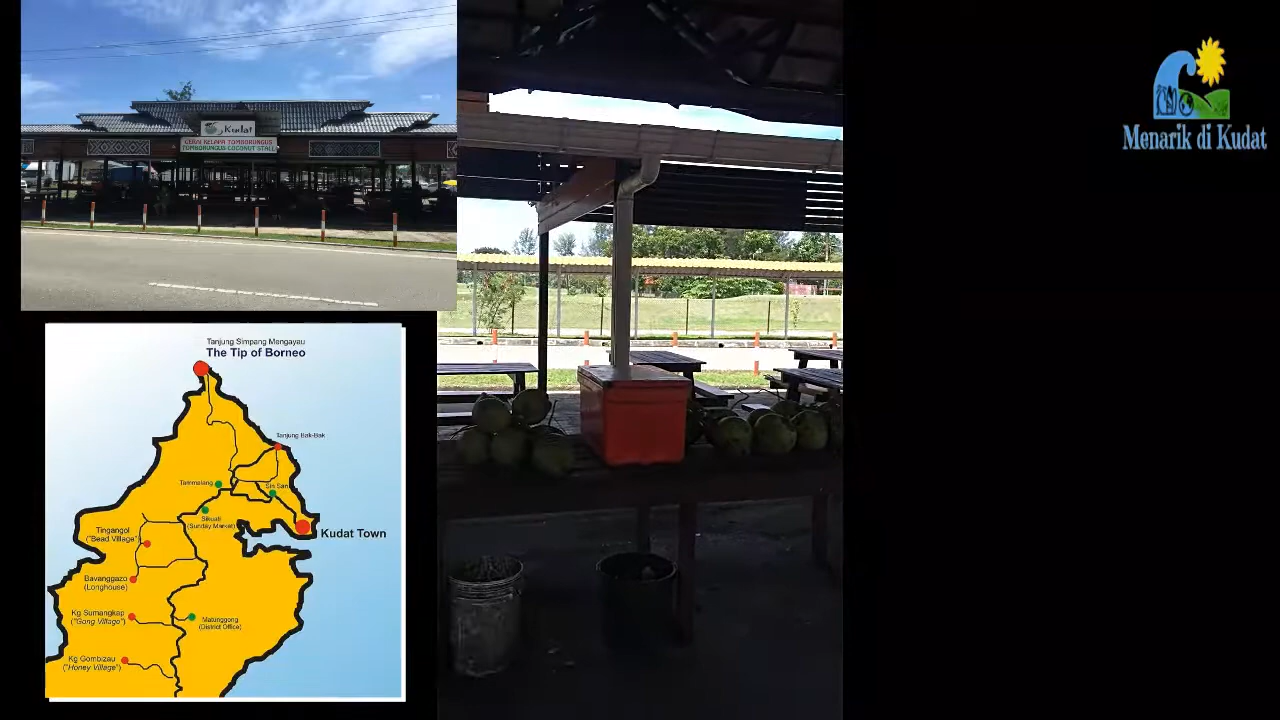 Kudat
GERAI KELAPA TOMBORUNGUS
TOMBORUNGUS COCONUT STALL
Menarik di Kudat
Tanjung Simpang Mengayau
The Tip of Borneo
Tanjung Bak-Bak
Tammalang
Sin San
Sikuati
(Sunday Market)
Kudat Town
Tingangol
("Bead Village")
Bavanggazo
(Longhouse)
Kg Sumangkap
("Gong Village")
Matunggong
(District Office)
Kg Gombizau
("Honey Village")